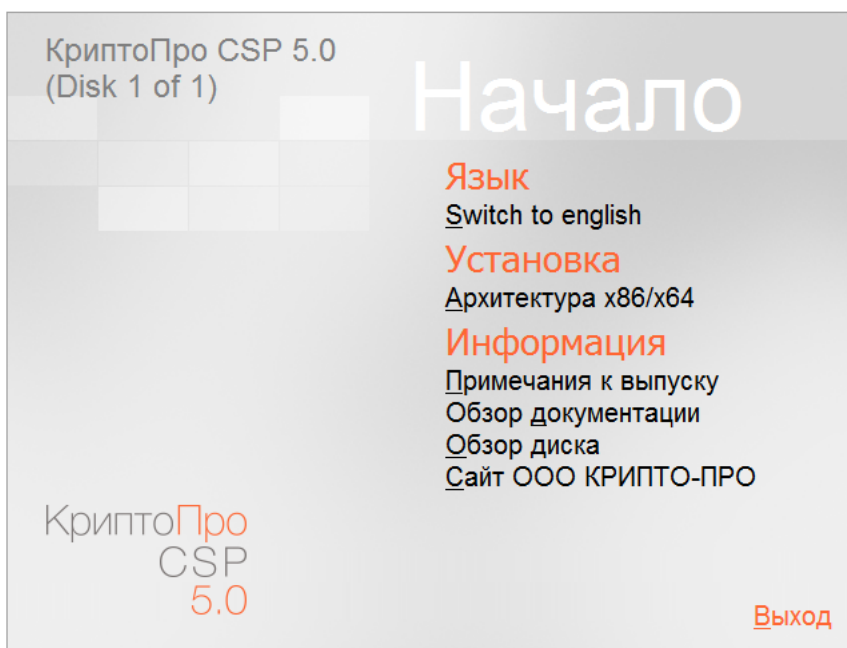 КриптоПро CSP 5.0
(Disk 1 of 1)
Начало
Язык
Switch to english
Установка
Архитектура x86/x64
Информация
Примечания к выпуску
Обзор документации
Обзор диска
Сайт ООО КРИПТО-ПРО
КриптоПро
CSP
5.0
Выход